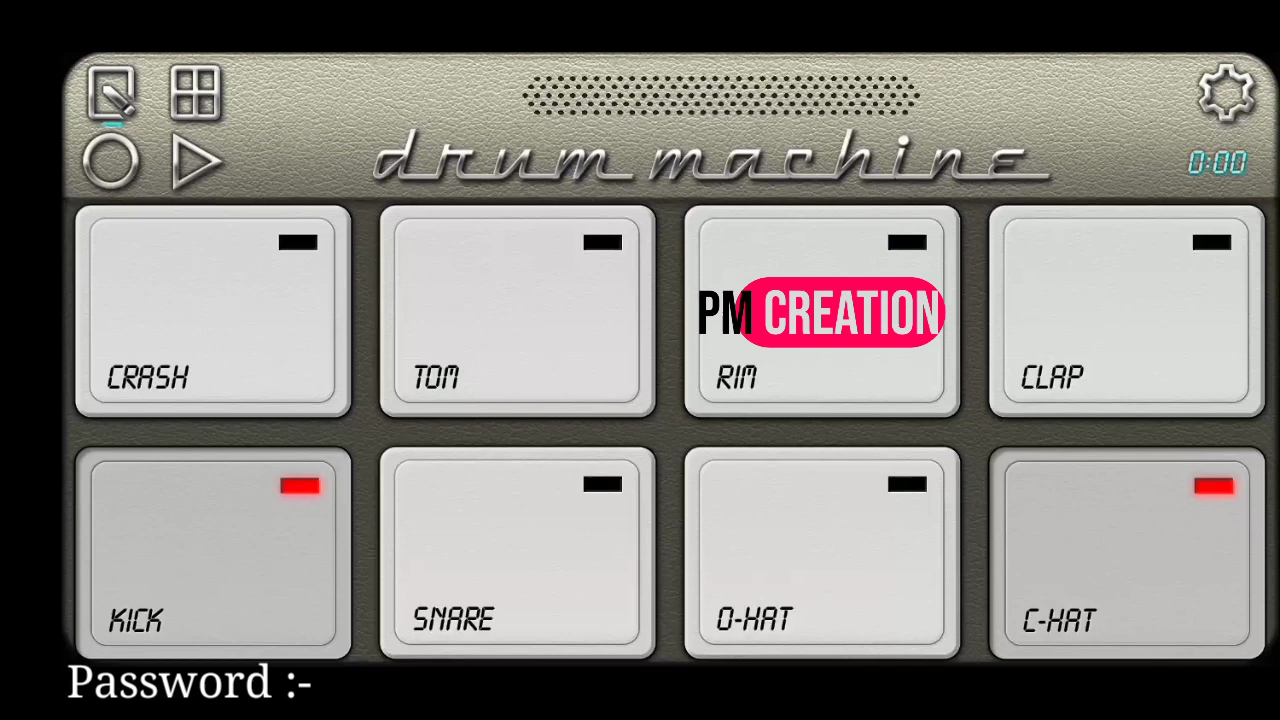 drum machine
0:00
CRASH
TOM
PM CREATION
RIM
CLAP
KICK
SNARE
O-HAT
C-HAT
Password :-